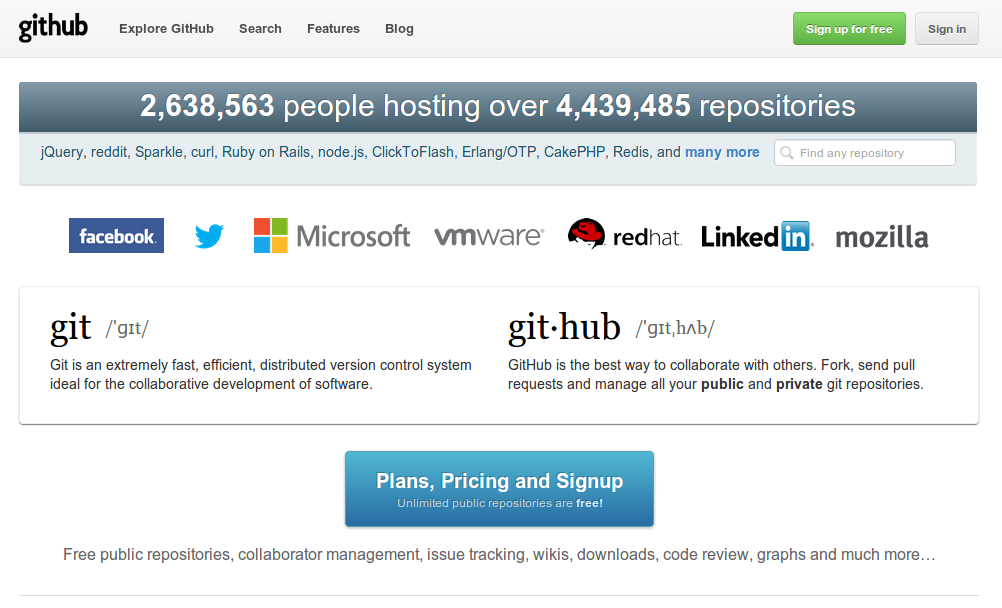 github Explore GitHub Search Features Blog Sign up for free Sign in
2,638,563 people hosting over 4,439,485 repositories
jQuery, reddit, Sparkle, curl, Ruby on Rails, node.js, ClickToFlash, Erlang/OTP, CakePHP, Redis, and many more Find any repository
facebook. Microsoft vmware® redhat. Linked in® mozilla
git /'ɡɪt/
Git is an extremely fast, efficient, distributed version control system
ideal for the collaborative development of software.
git·hub /'ɡɪt,hʌb/
GitHub is the best way to collaborate with others. Fork, send pull
requests and manage all your public and private git repositories.
Plans, Pricing and Signup
Unlimited public repositories are free!
Free public repositories, collaborator management, issue tracking, wikis, downloads, code review, graphs and much more…